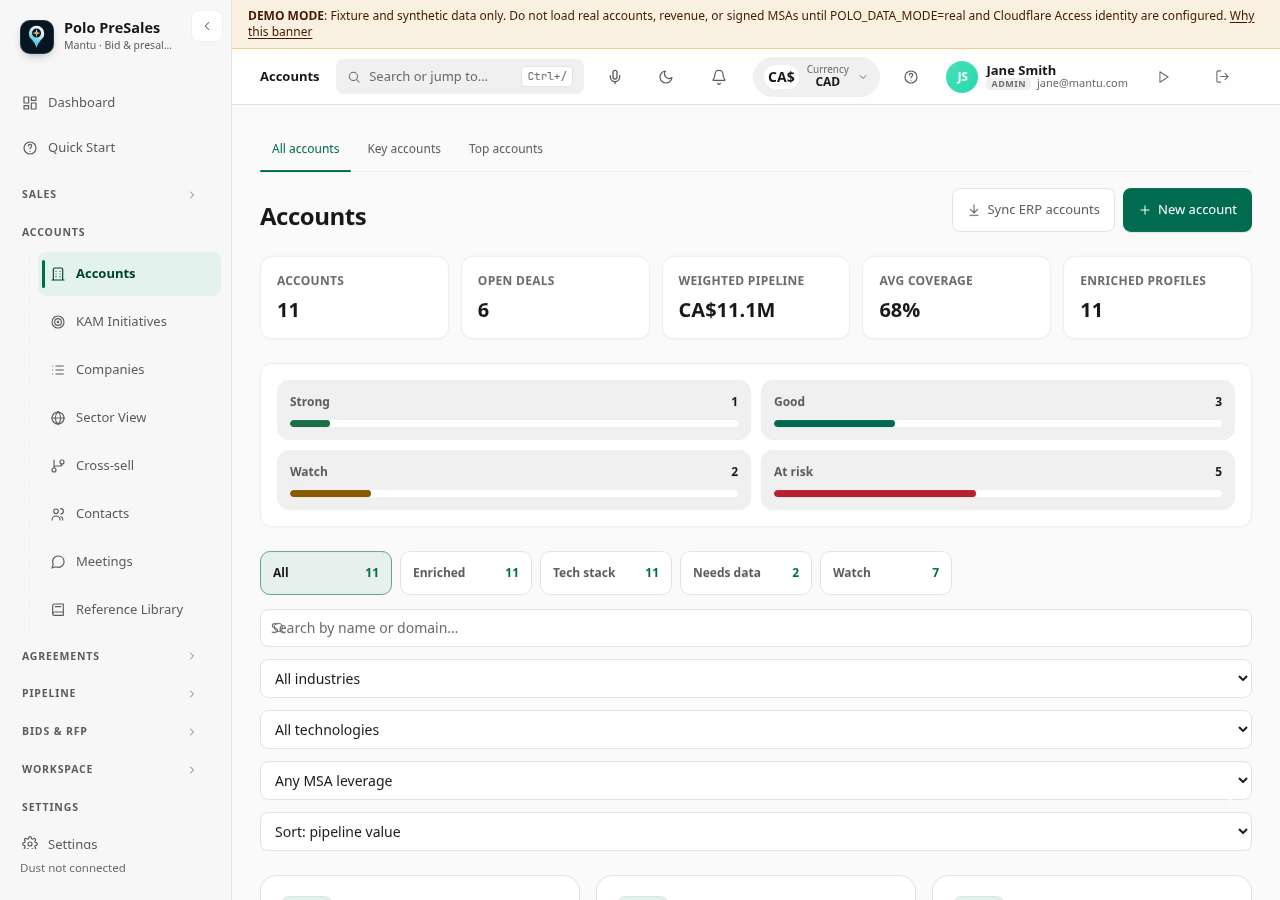 Polo PreSales
Mantu · Bid & presal...
Dashboard
Quick Start
SALES
ACCOUNTS
Accounts
KAM Initiatives
Companies
Sector View
Cross-sell
Contacts
Meetings
Reference Library
AGREEMENTS
PIPELINE
BIDS & RFP
WORKSPACE
SETTINGS
Settings
Dust not connected
DEMO MODE: Fixture and synthetic data only. Do not load real accounts, revenue, or signed MSAs until POLO_DATA_MODE=real and Cloudflare Access identity are configured. Why
this banner
Accounts
Search or jump to...
Ctrl+/
CA$
Currency
CAD
JS
Jane Smith
ADMIN jane@mantu.com
All accounts
Key accounts
Top accounts
Accounts
Sync ERP accounts
New account
ACCOUNTS
11
OPEN DEALS
6
WEIGHTED PIPELINE
CA$11.1M
AVG COVERAGE
68%
ENRICHED PROFILES
11
Strong 1
Good 3
Watch 2
At risk 5
All 11
Enriched 11
Tech stack 11
Needs data 2
Watch 7
Search by name or domain...
All industries
All technologies
Any MSA leverage
Sort: pipeline value